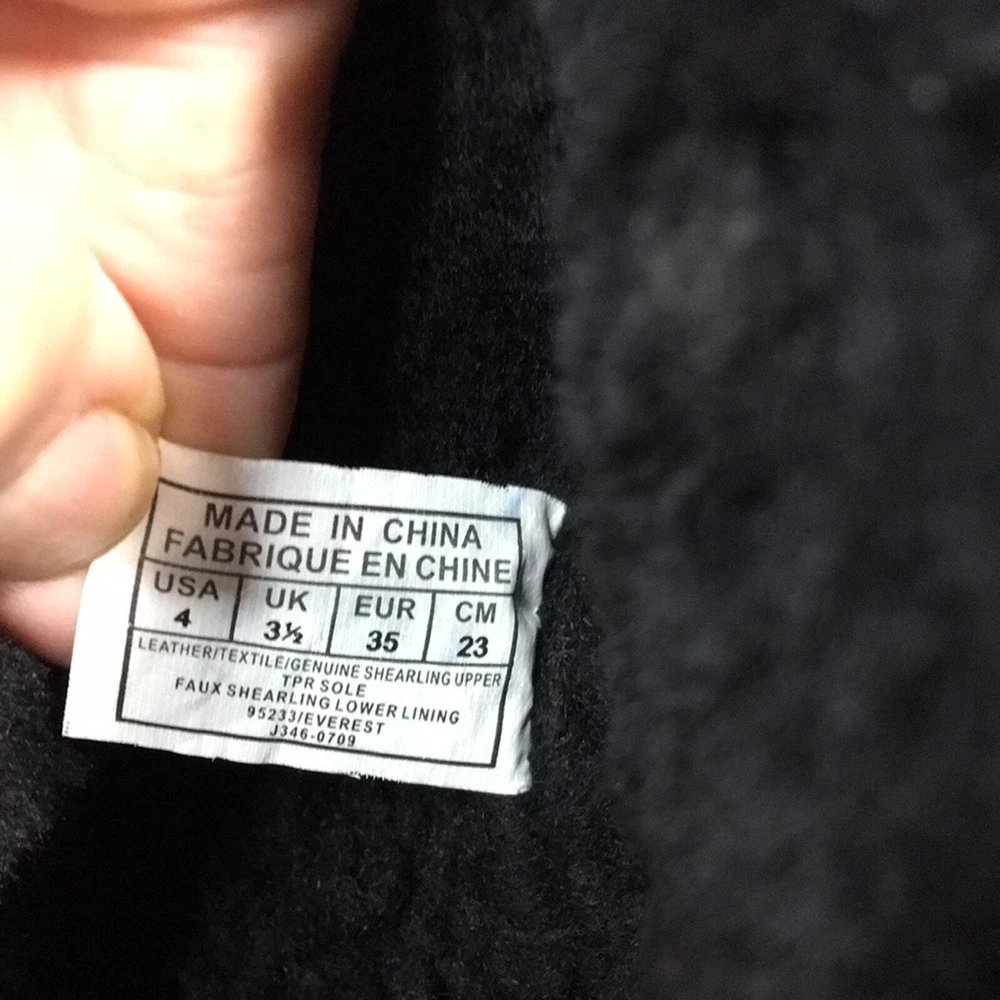 MADE IN CHINA
FABRIQUE EN CHINE
USA UK EUR CM
4 3½ 35 23
LEATHER/TEXTILE/GENUINE SHEARLING UPPER
TPR SOLE
FAUX SHEARLING LOWER LINING
95233/EVEREST
J346-0709